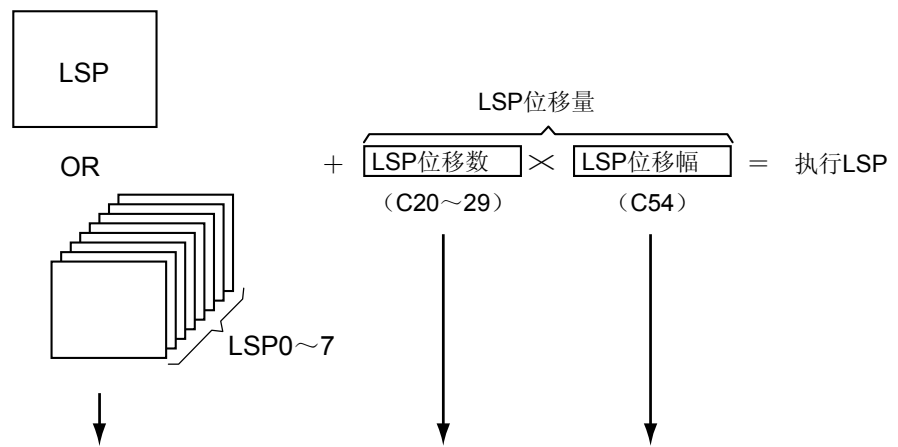 LSP
LSP位移量
OR
+ LSP位移数 × LSP位移幅 = 执行LSP
（C20～29） （C54）
LSP0～7